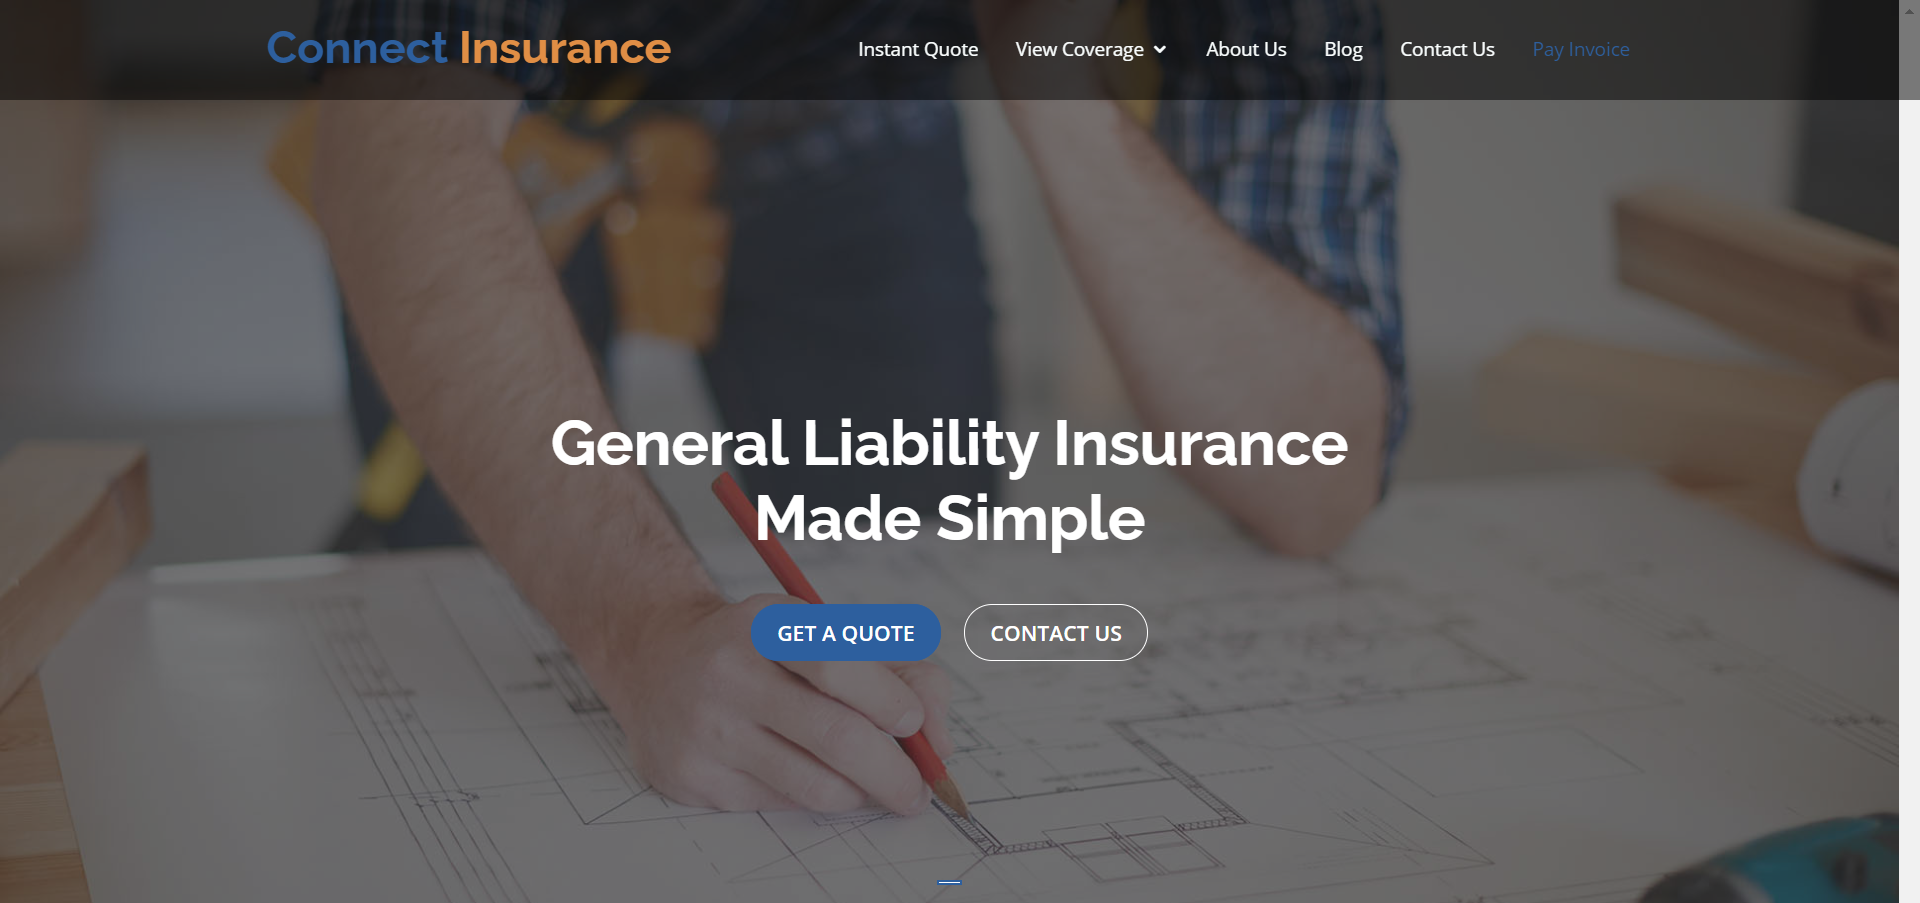 Connect Insurance
Instant Quote
View Coverage
About Us
Blog
Contact Us
Pay Invoice
General Liability Insurance
Made Simple
GET A QUOTE
CONTACT US